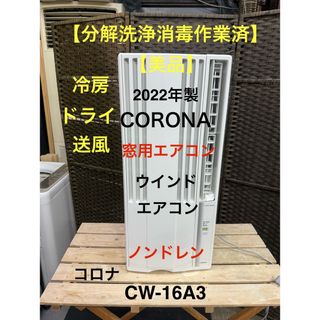 【分解洗浄消毒作業済】
【美品】
冷房
ドライ
送風
2022年製
CORONA
窓用エアコン
ウインド
エアコン
ノンドレン
コロナ
CW-16A3